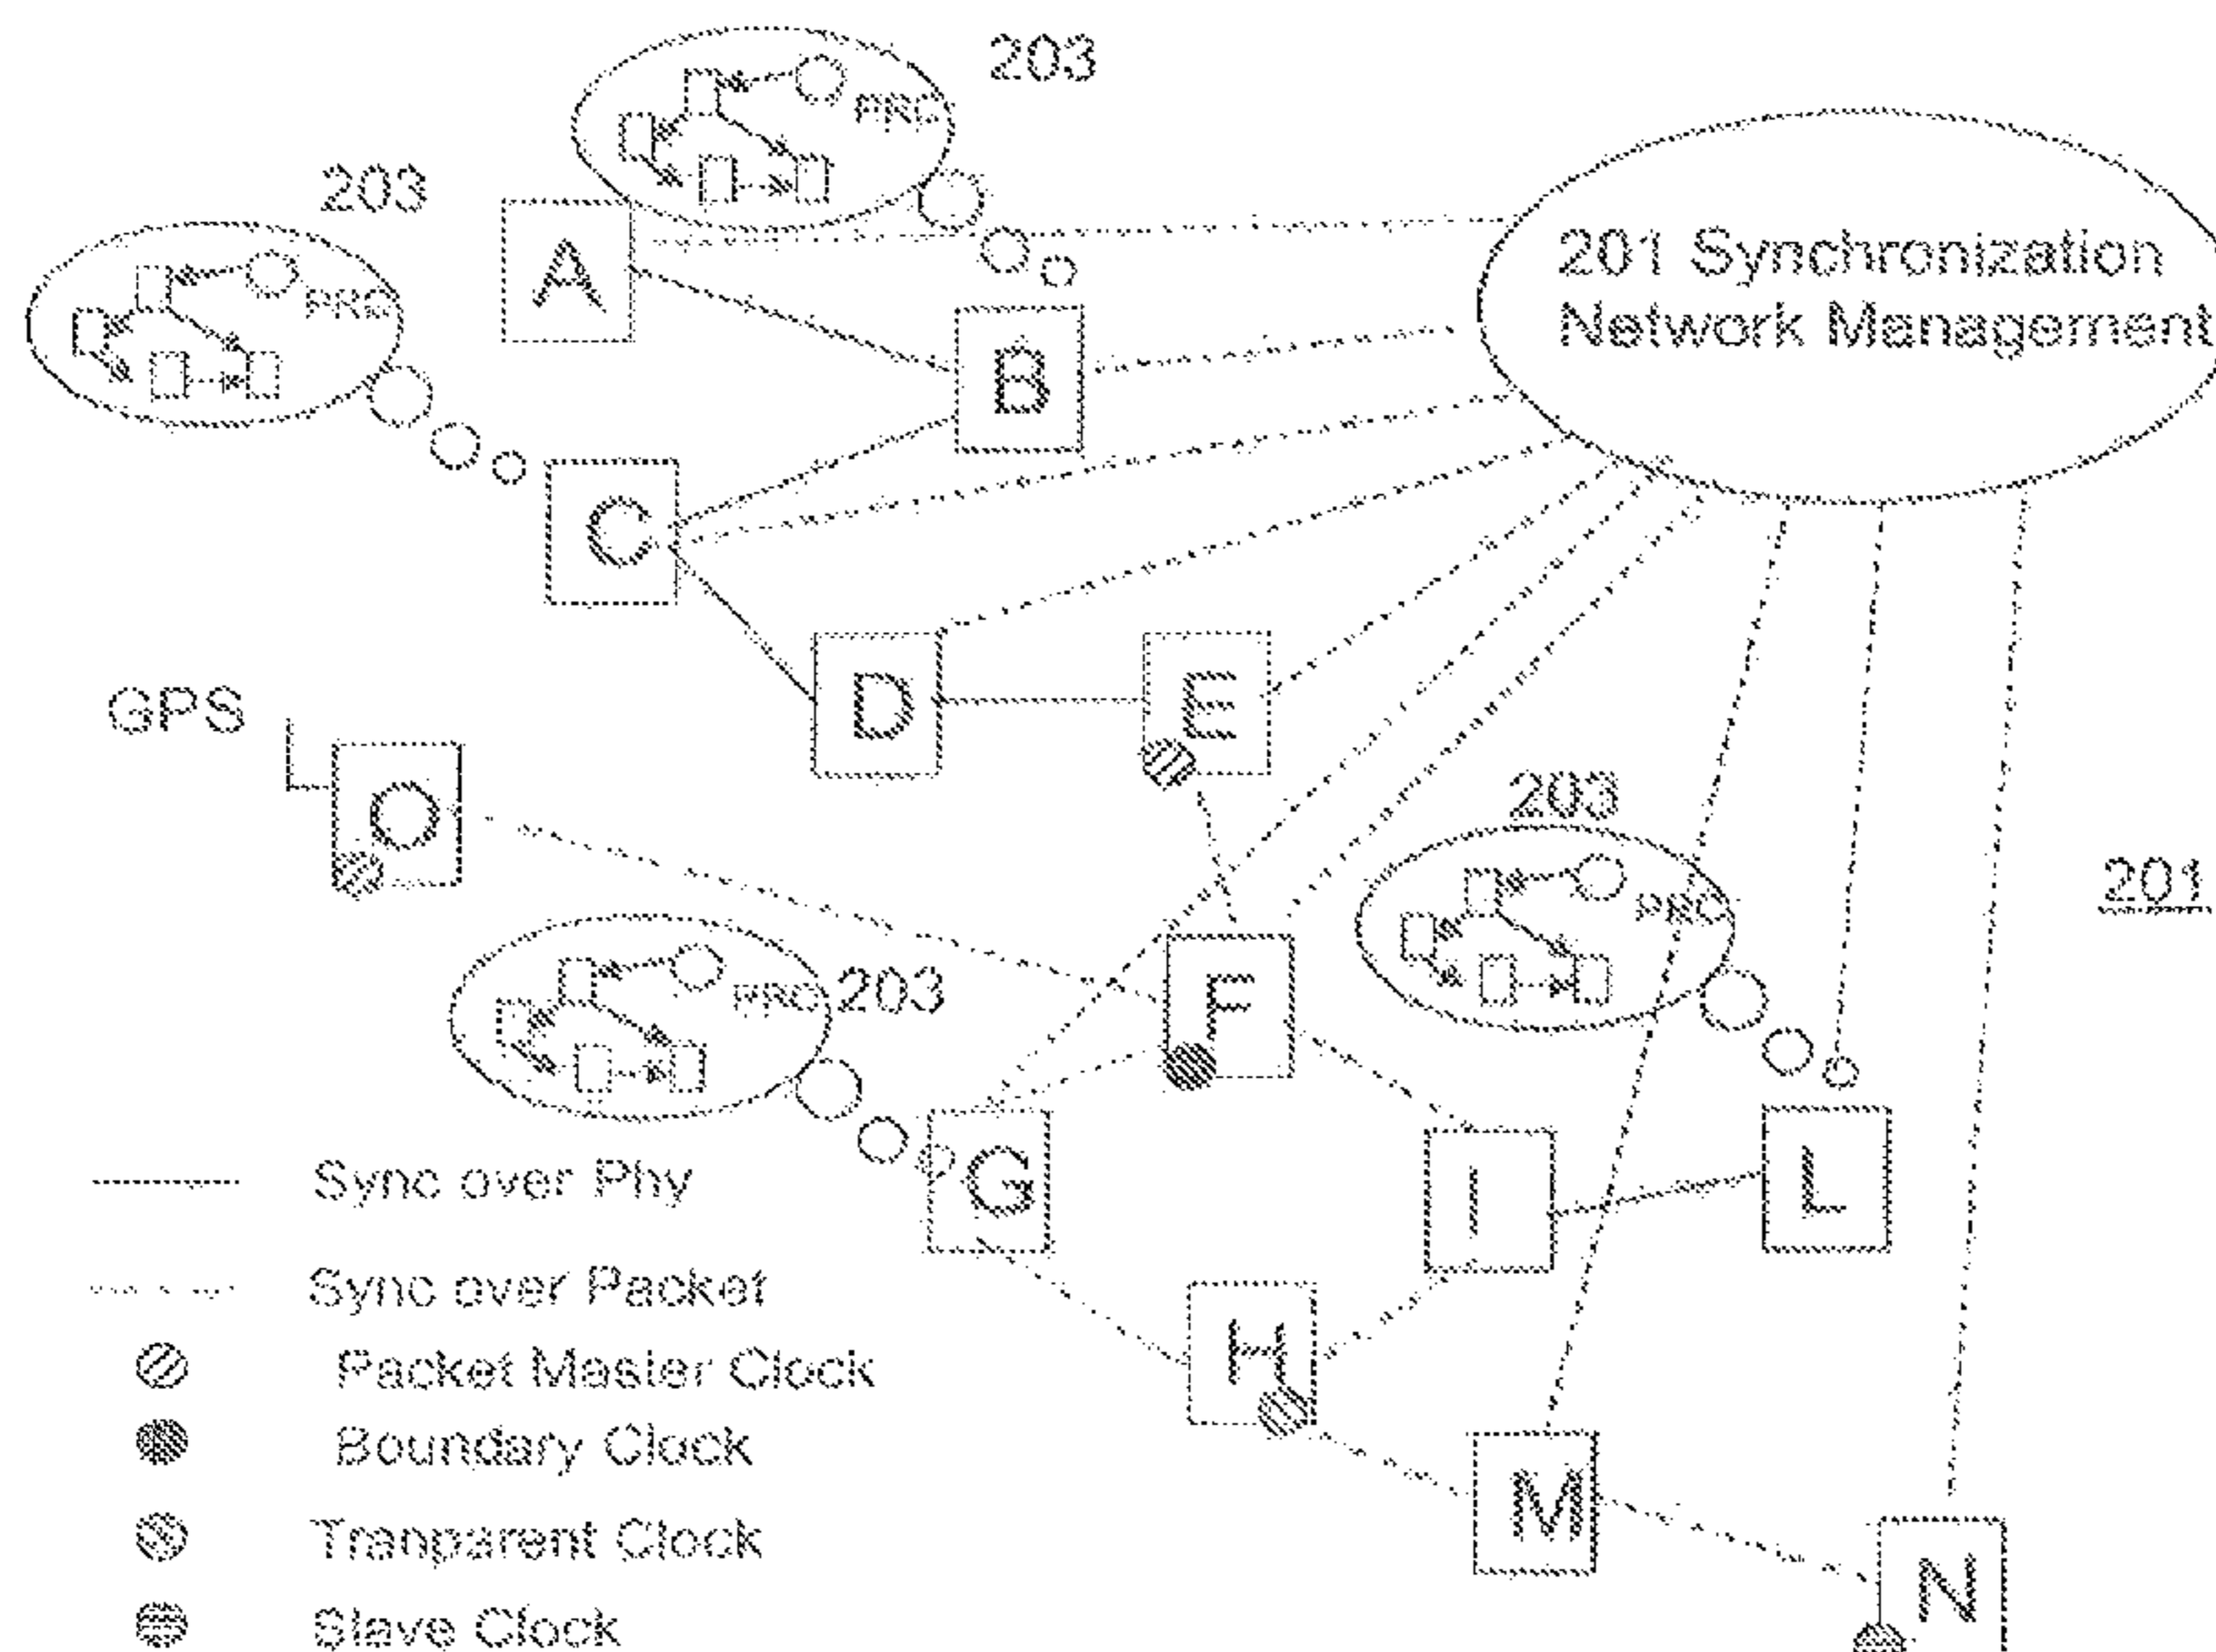 203
PRC
203
A
PRC
201 Synchronization
Network Management
B
C
D
E
GPS
O
203
PRC
201
F
PRC 203
G
I
L
Sync over Phy
Sync over Packet
H
Packet Master Clock
Boundary Clock
M
Tranparent Clock
N
Slave Clock